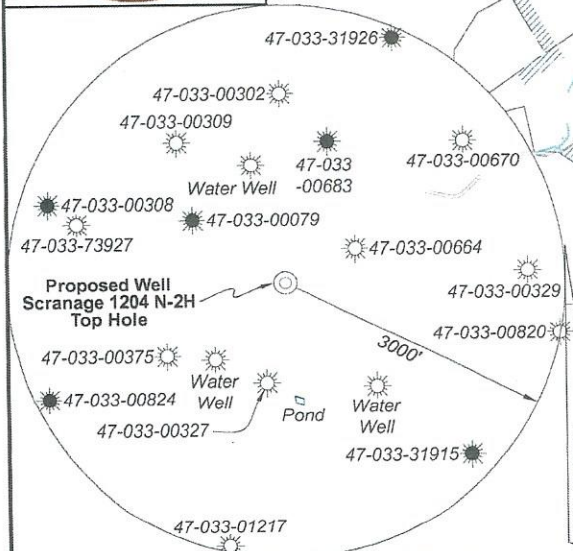 47-033-31926
47-033-00302
47-033-00309
47-033
-00683
47-033-00670
Water Well
47-033-00308
47-033-00079
47-033-73927
47-033-00664
47-033-00329
Proposed Well
Scranage 1204 N-2H
Top Hole
47-033-00820
3000'
47-033-00375
Water
Well
47-033-00824
Pond
Water
Well
47-033-00327
47-033-31915
47-033-01217